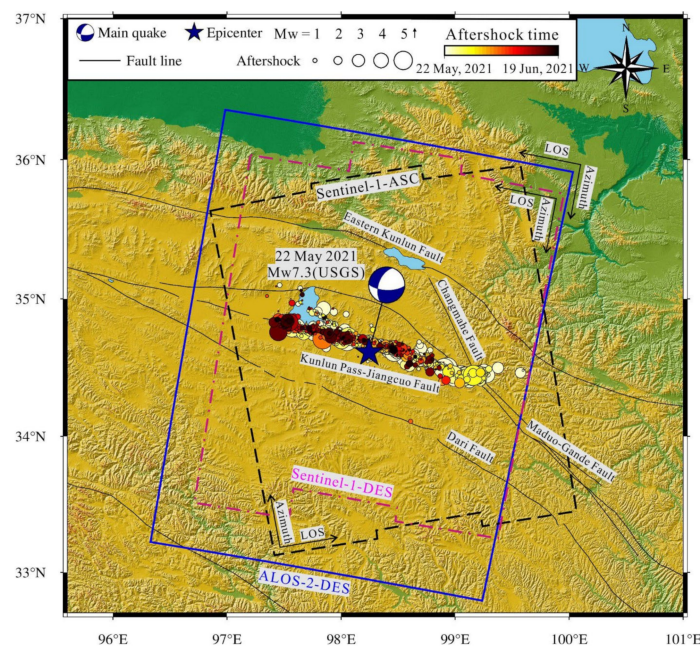 37°N
Main quake
Epicenter
Mw = 1 2 3 4 5↑
Aftershock time
Fault line
Aftershock
22 May, 2021 19 Jun, 2021
N
W E
S
36°N
LOS
Azimuth
Sentinel-1-ASC
LOS
Azimuth
Eastern Kunlun Fault
22 May 2021
Mw7.3(USGS)
35°N
Changmahe Fault
Kunlun Pass-Jiangcuo Fault
34°N
Dari Fault
Maduo-Gande Fault
Sentinel-1-DES
Azimuth
LOS
33°N
ALOS-2-DES
96°E 97°E 98°E 99°E 100°E 101°E